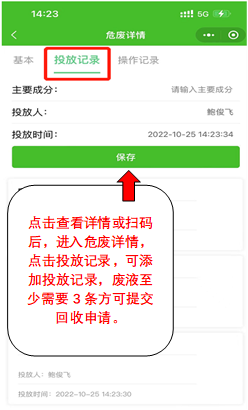 14:23
5G
危废详情
基本 投放记录 操作记录
主要成分： 请输入主要成分
投放人： 鲍俊飞
投放时间： 2022-10-25 14:23:34
保存
点击查看详情或扫码
后，进入危废详情，
点击投放记录，可添
加投放记录，废液至
少需要 3 条方可提交
回收申请。
投放人：鲍俊飞
投放时间：2022-10-25 14:23:30